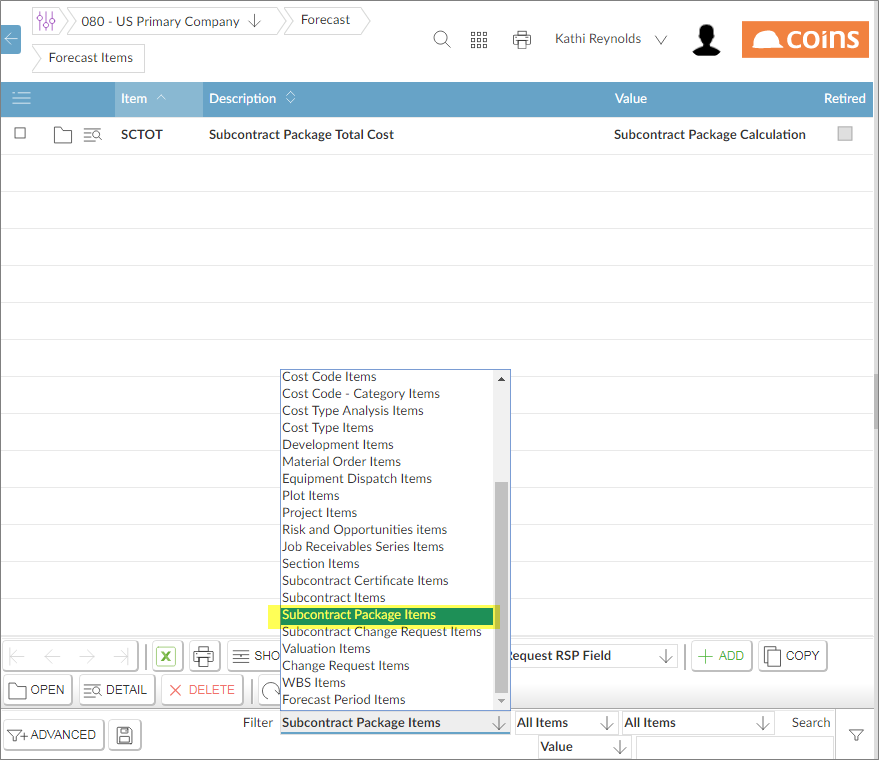 080 - US Primary Company
Forecast
Kathi Reynolds
coins
Forecast Items
Item Description Value Retired
SCTOT Subcontract Package Total Cost Subcontract Package Calculation
Cost Code Items
Cost Code - Category Items
Cost Type Analysis Items
Cost Type Items
Development Items
Material Order Items
Equipment Dispatch Items
Plot Items
Project Items
Risk and Opportunities items
Job Receivables Series Items
Section Items
Subcontract Certificate Items
Subcontract Items
Subcontract Package Items
Subcontract Change Request Items
Valuation Items
Change Request Items
WBS Items
Forecast Period Items
SHO
Request RSP Field
ADD
COPY
OPEN
DETAIL
DELETE
Filter Subcontract Package Items All Items All Items Search
ADVANCED
Value